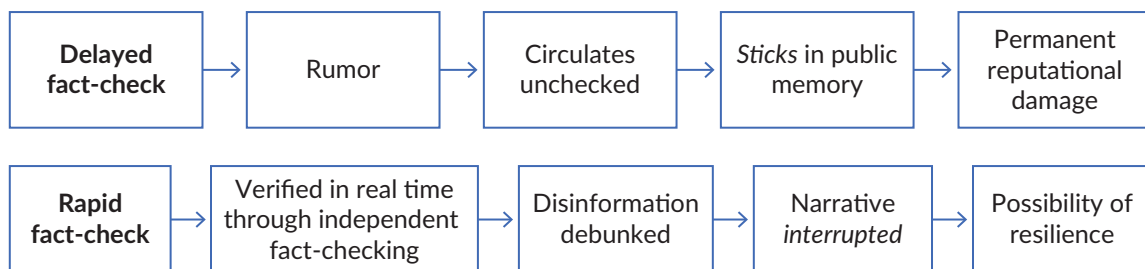 Delayed
fact-check
Rumor
Circulates
unchecked
Sticks in public
memory
Permanent
reputational
damage
Rapid
fact-check
Verified in real time
through independent
fact-checking
Disinformation
debunked
Narrative
interrupted
Possibility of
resilience